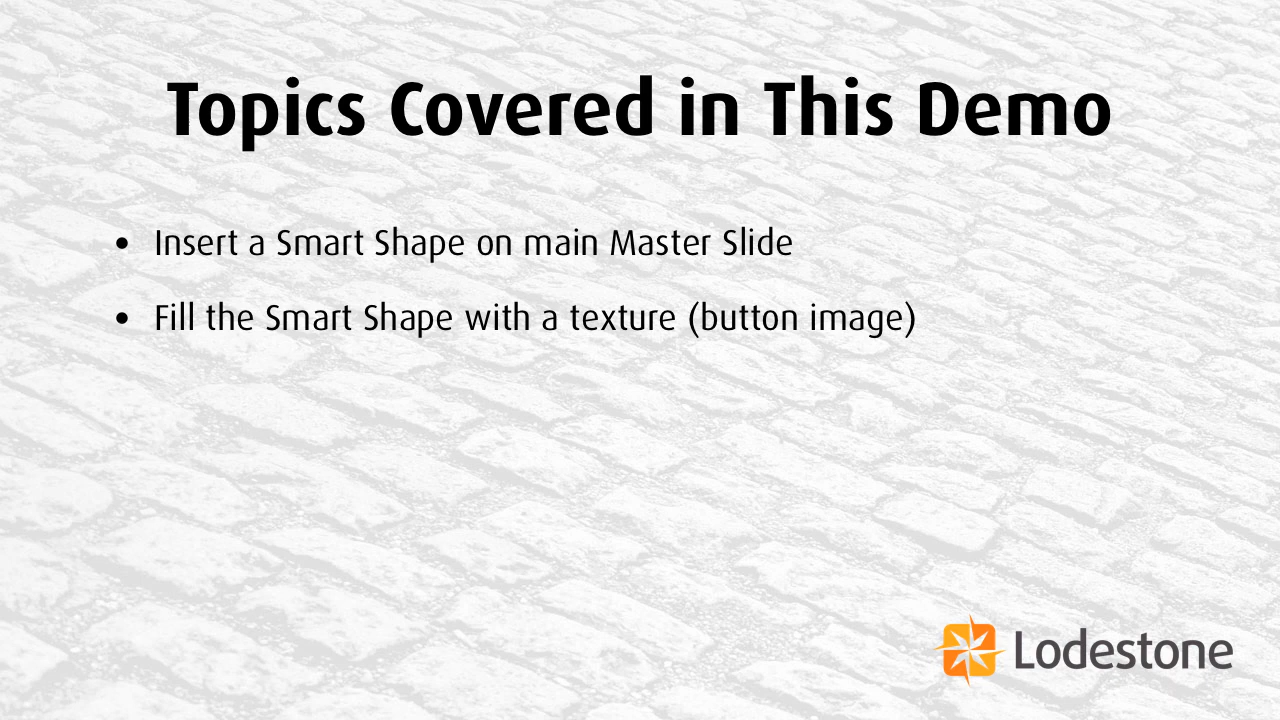 Topics Covered in This Demo
• Insert a Smart Shape on main Master Slide
• Fill the Smart Shape with a texture (button image)
Lodestone